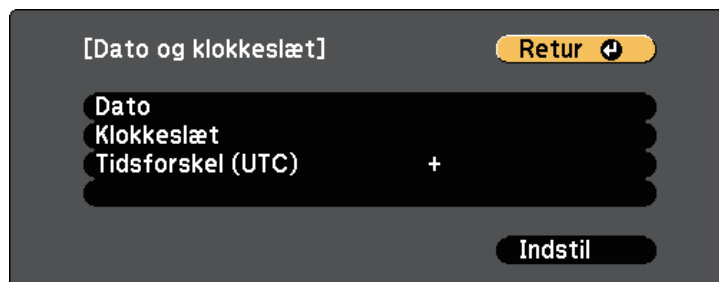 [Dato og klokkeslæt]
Retur
Dato
Klokkeslæt
Tidsforskel (UTC) +
Indstil